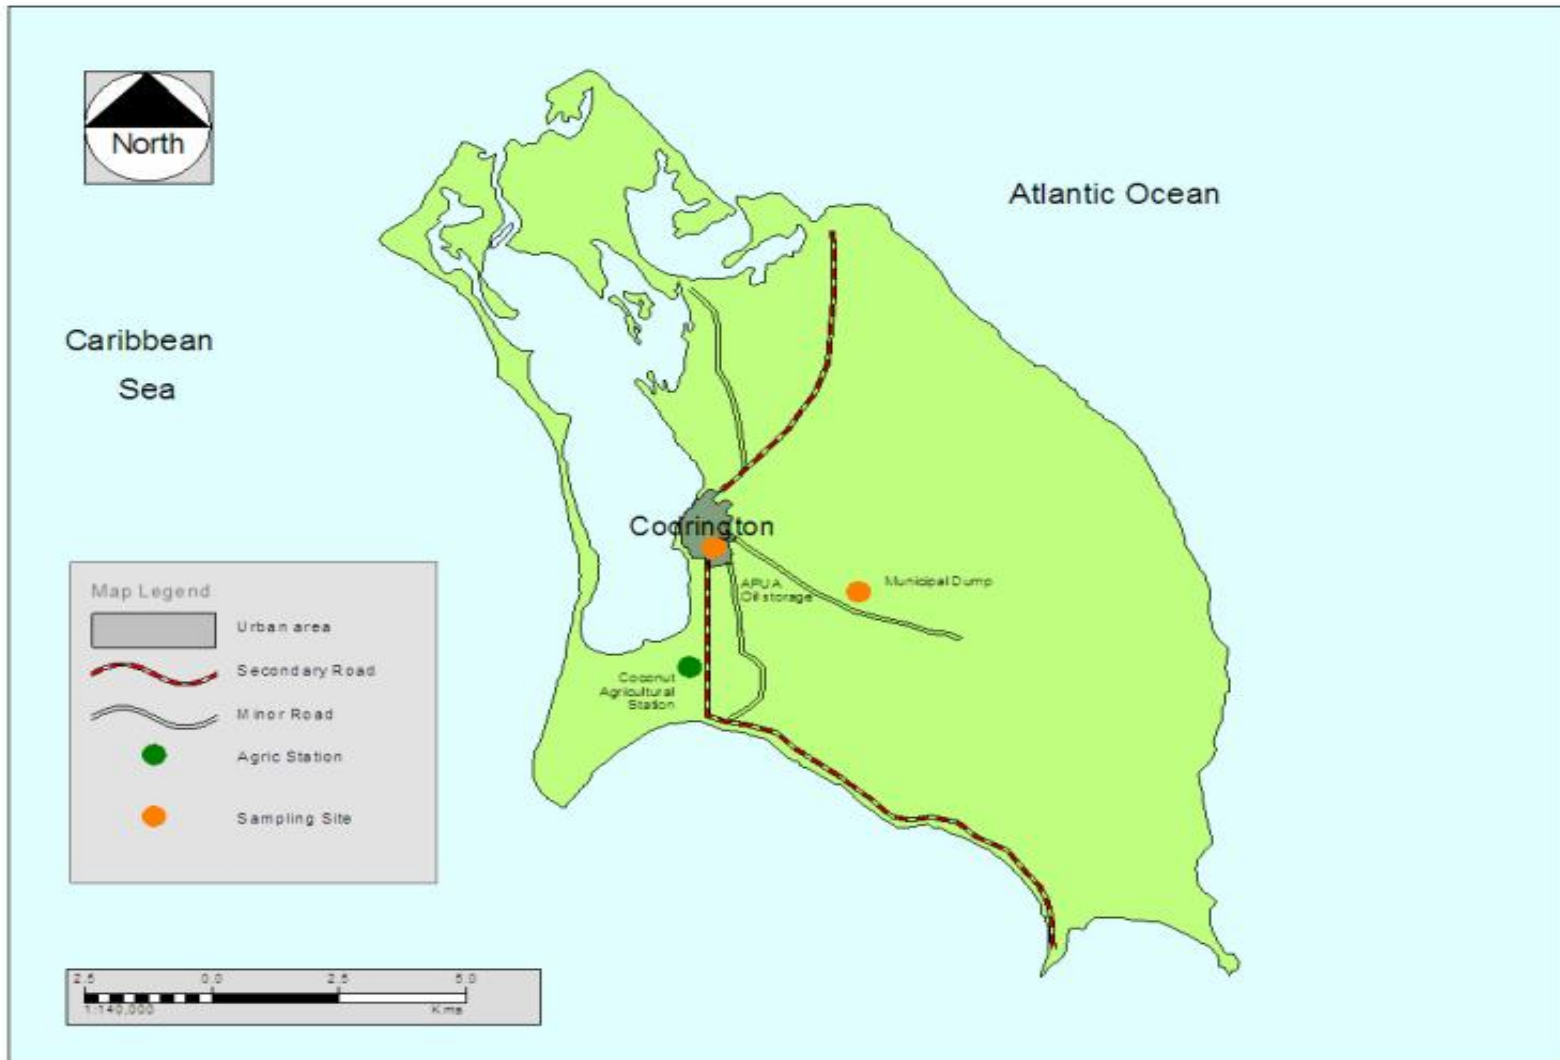 North
Atlantic Ocean
Caribbean
Sea
Codrington
APUA
Oil storage
Municipal Dump
Coconut
Agricultural
Station
Map Legend
Urban area
Secondary Road
Minor Road
Agric Station
Sampling Site
2.5 0.0 2.5 5.0
1:140,000 Kms